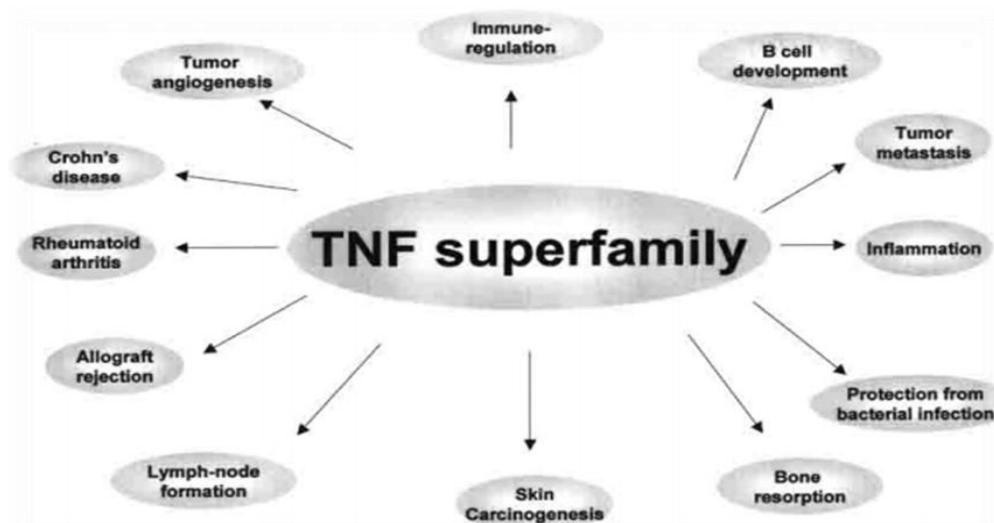 Immune-
regulation
Tumor
angiogenesis
B cell
development
Crohn's
disease
Tumor
metastasis
Rheumatoid
arthritis
TNF superfamily
Inflammation
Allograft
rejection
Protection from
bacterial infection
Lymph-node
formation
Skin
Carcinogenesis
Bone
resorption